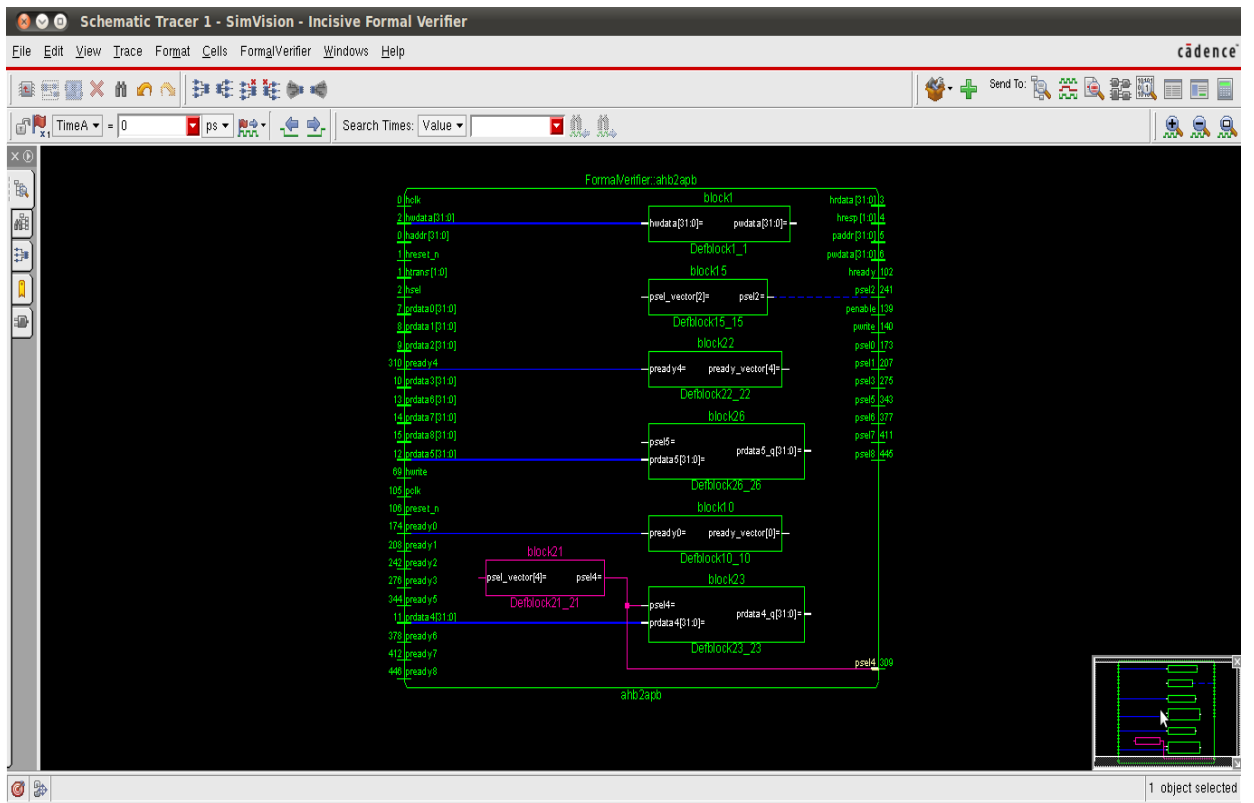 Schematic Tracer 1 - SimVision - Incisive Formal Verifier
File Edit View Trace Format Cells FormalVerifier Windows Help
cādence
Send To:
x1 TimeA = 0 ps Search Times: Value
FormalVerifier::ahb2apb
0 hclk
2 hwdata[31:0]
0 haddr[31:0]
1 hreset_n
1 htrans[1:0]
2 hsel
7 prdata0[31:0]
8 prdata1[31:0]
9 prdata2[31:0]
310 pready4
10 prdata3[31:0]
13 prdata6[31:0]
14 prdata7[31:0]
15 prdata8[31:0]
12 prdata5[31:0]
69 hwrite
105 pclk
106 preset_n
174 pready0
208 pready1
242 pready2
276 pready3
344 pready5
11 prdata4[31:0]
378 pready6
412 pready7
446 pready8
block21
psel_vector[4]= psel4=
Defblock21_21
block1
hwdata[31:0]= pwdata[31:0]=
Defblock1_1
block15
psel_vector[2]= psel2=
Defblock15_15
block22
pready4= pready_vector[4]=
Defblock22_22
block26
psel5=
prdata5[31:0]= prdata5_q[31:0]=
Defblock26_26
block10
pready0= pready_vector[0]=
Defblock10_10
block23
psel4=
prdata4[31:0]= prdata4_q[31:0]=
Defblock23_23
hrdata[31:0] 3
hresp[1:0] 4
paddr[31:0] 5
pwdata[31:0] 6
hready 102
psel2 241
penable 139
pwrite 140
psel0 173
psel1 207
psel3 275
psel5 343
psel6 377
psel7 411
psel8 445
psel4 309
ahb2apb
1 object selected